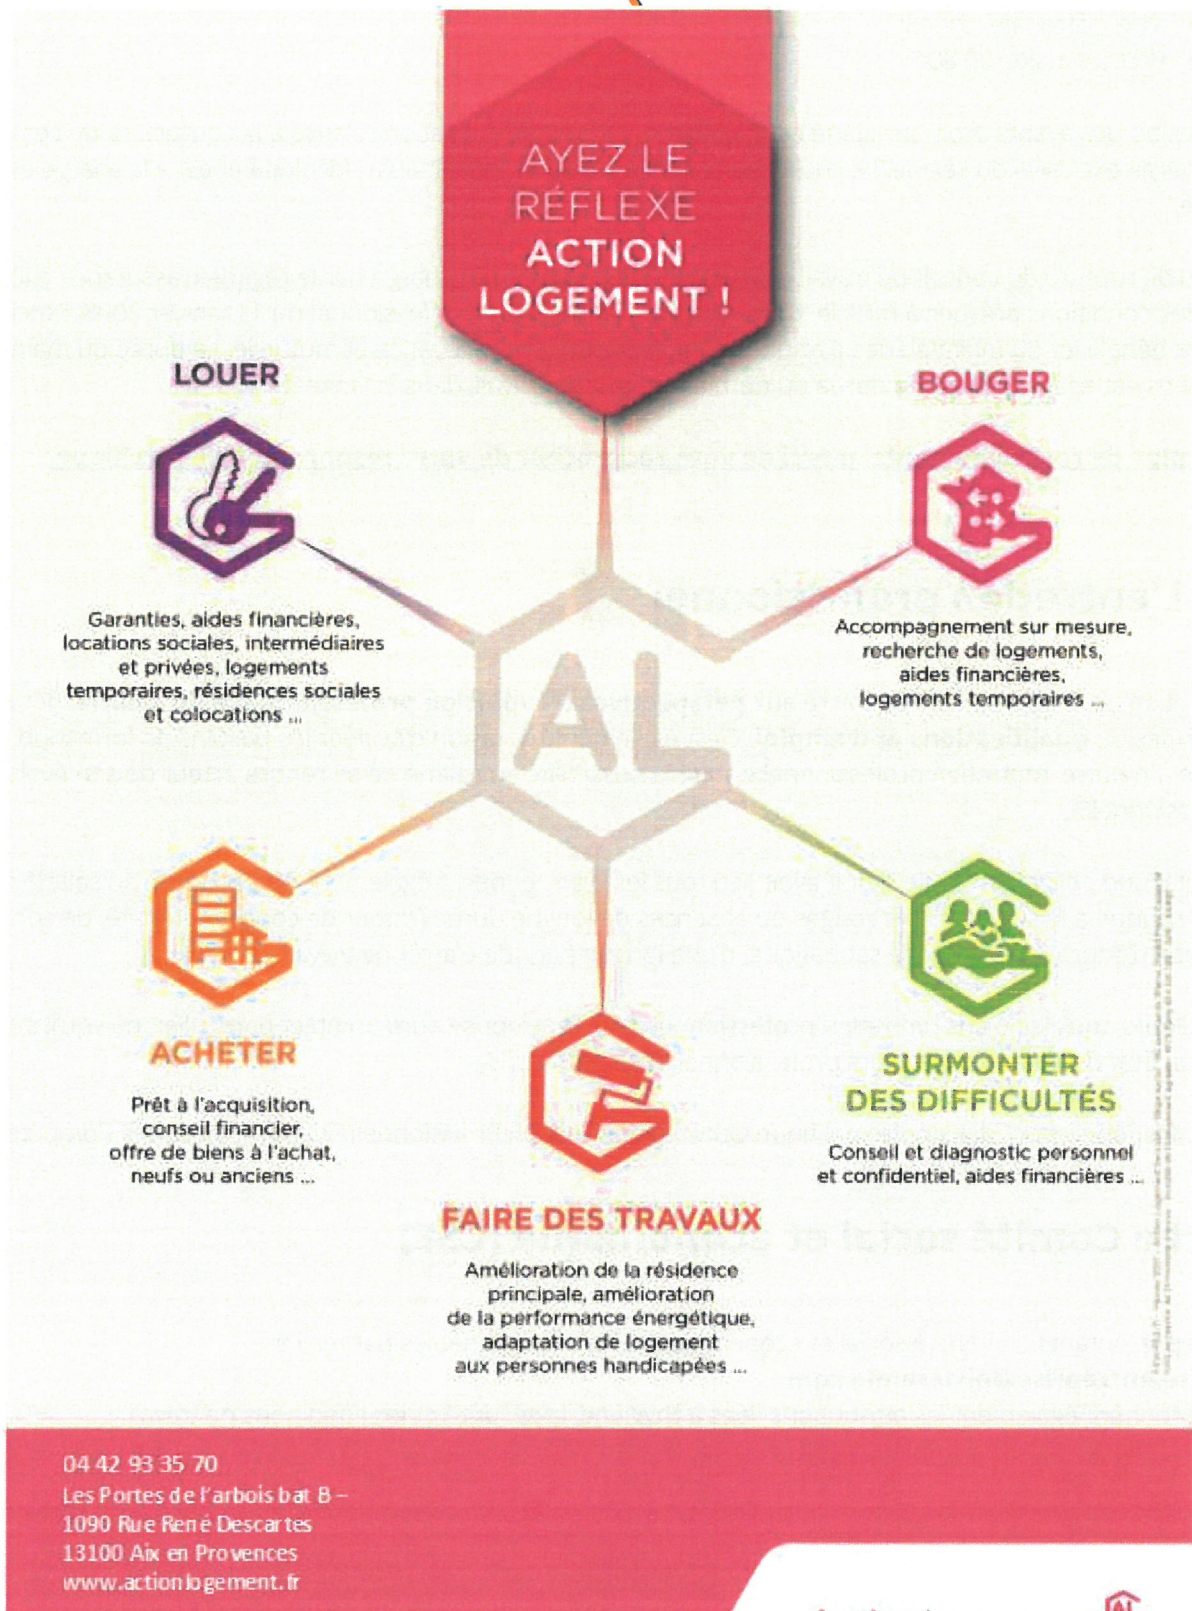 AYEZ LE
RÉFLEXE
ACTION
LOGEMENT !
LOUER
Garanties, aides financières,
locations sociales, intermédiaires
et privées, logements
temporaires, résidences sociales
et colocations ...
BOUGER
Accompagnement sur mesure,
recherche de logements,
aides financières,
logements temporaires ...
AL
ACHETER
Prêt à l'acquisition,
conseil financier,
offre de biens à l'achat,
neufs ou anciens ...
SURMONTER
DES DIFFICULTÉS
Conseil et diagnostic personnel
et confidentiel, aides financières ...
FAIRE DES TRAVAUX
Amélioration de la résidence
principale, amélioration
de la performance énergétique,
adaptation de logement
aux personnes handicapées ...
04 42 93 35 70
Les Portes de l'arbois bat B –
1090 Rue René Descartes
13100 Aix en Provences
www.actionlogement.fr
AL